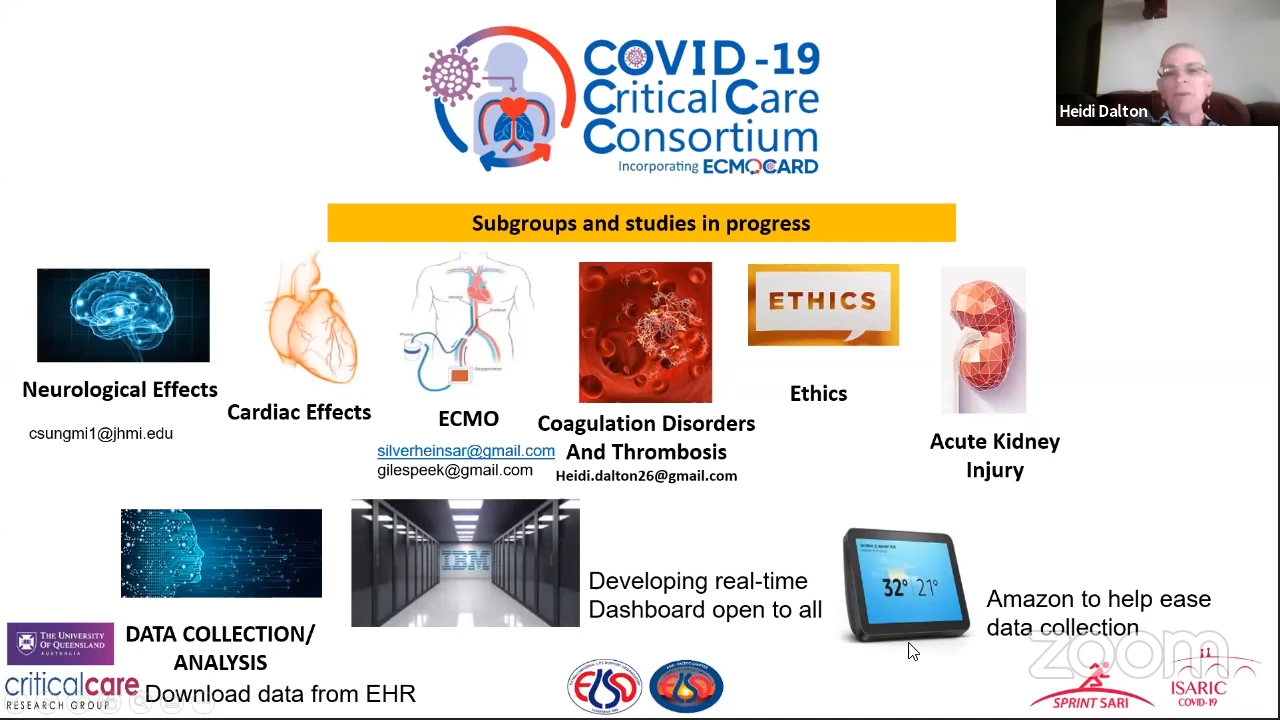 COVID-19
Critical Care
Consortium
Incorporating ECMOCARD
Heidi Dalton
Subgroups and studies in progress
ETHICS
Neurological Effects
csungmi1@jhmi.edu
Cardiac Effects
ECMO
silverheinsar@gmail.com
gilespeek@gmail.com
Coagulation Disorders
And Thrombosis
Heidi.dalton26@gmail.com
Ethics
Acute Kidney
Injury
IBM
Developing real-time
Dashboard open to all
32° 21°
Amazon to help ease
data collection
zoom
THE UNIVERSITY
OF QUEENSLAND
AUSTRALIA
DATA COLLECTION/
ANALYSIS
criticalcare
RESEARCH GROUP
Download data from EHR
ELSO
SPRINT SARI
ISARIC
COVID-19